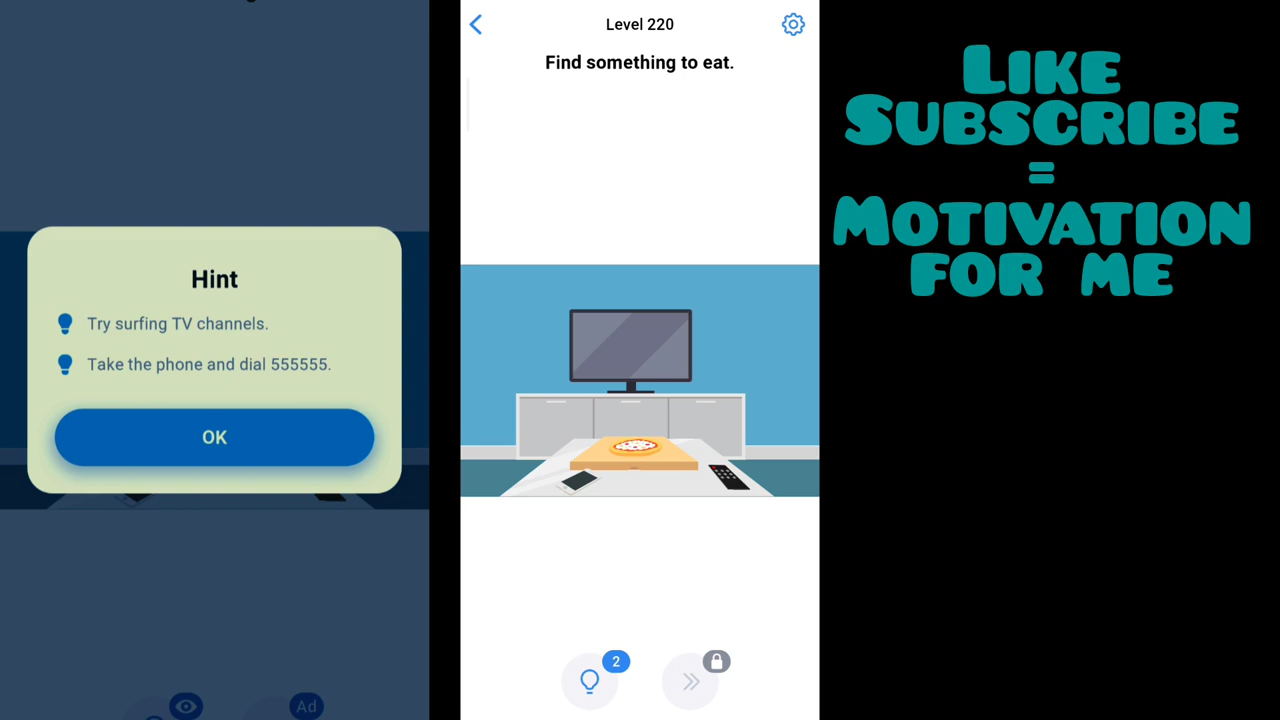 Hint
Try surfing TV channels.
Take the phone and dial 555555.
OK
Ad
Level 220
Find something to eat.
2
LIKE
SUBSCRIBE
=
MOTIVATION
FOR ME